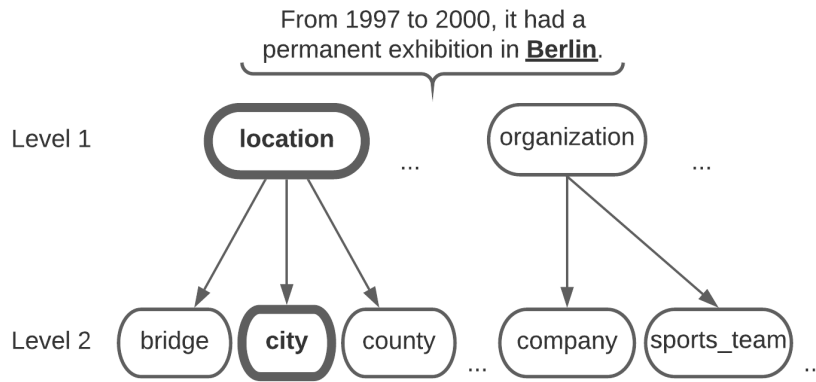 From 1997 to 2000, it had a
permanent exhibition in Berlin.
Level 1
location
...
organization
...
Level 2
bridge
city
county
...
company
sports_team
..